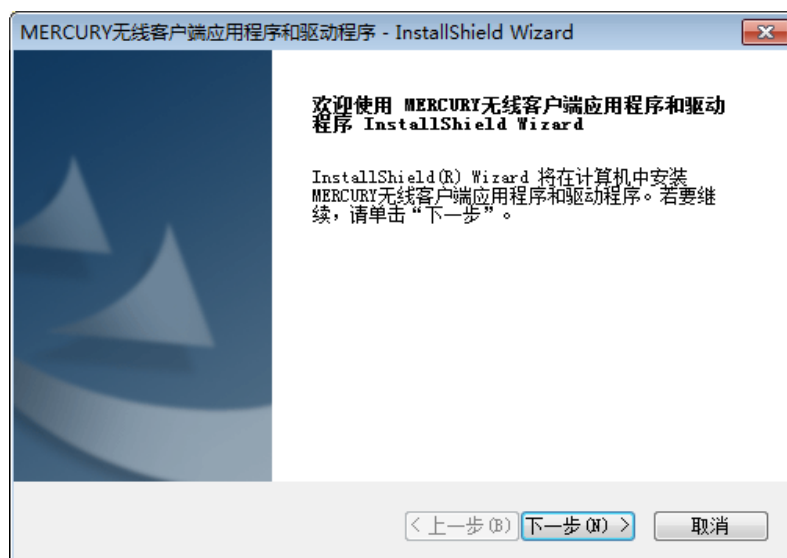 MERCURY无线客户端应用程序和驱动程序 - InstallShield Wizard
欢迎使用 MERCURY无线客户端应用程序和驱动
程序 InstallShield Wizard
InstallShield(R) Wizard 将在计算机中安装
MERCURY无线客户端应用程序和驱动程序。若要继
续，请单击“下一步”。
< 上一步(B)
下一步(N) >
取消